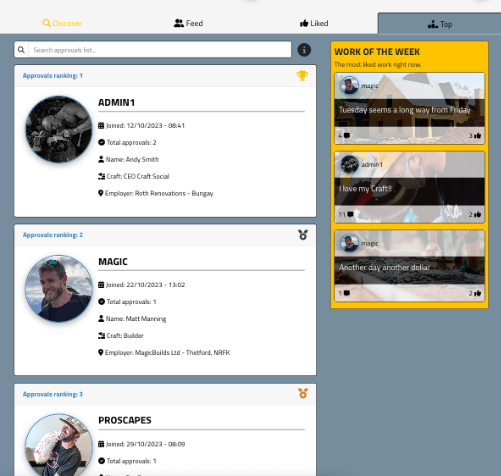 Discover
Feed
Liked
Top
Search approvals list...
Approvals ranking: 1
ADMIN1
Joined: 12/10/2023 - 08:41
Total approvals: 2
Name: Andy Smith
Craft: CEO Craft Social
Employer: Roth Renovations - Bungay
Approvals ranking: 2
MAGIC
Joined: 22/10/2023 - 13:02
Total approvals: 1
Name: Matt Manning
Craft: Builder
Employer: MagicBuilds Ltd - Thetford, NRFK
Approvals ranking: 3
PROSCAPES
Joined: 29/10/2023 - 08:09
Total approvals: 1
WORK OF THE WEEK
The most liked work right now.
magic
Tuesday seems a long way from Friday
4
3
admin1
I love my Craft!!
11
2
magic
Another day another dollar
1
2